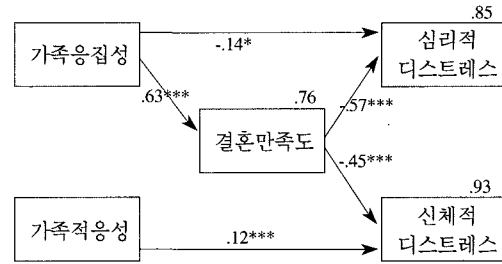 .85
가족응집성
-.14*
심리적
디스트레스
.63***
.76
-.57***
결혼만족도
-.45***
.93
가족적응성
.12***
신체적
디스트레스